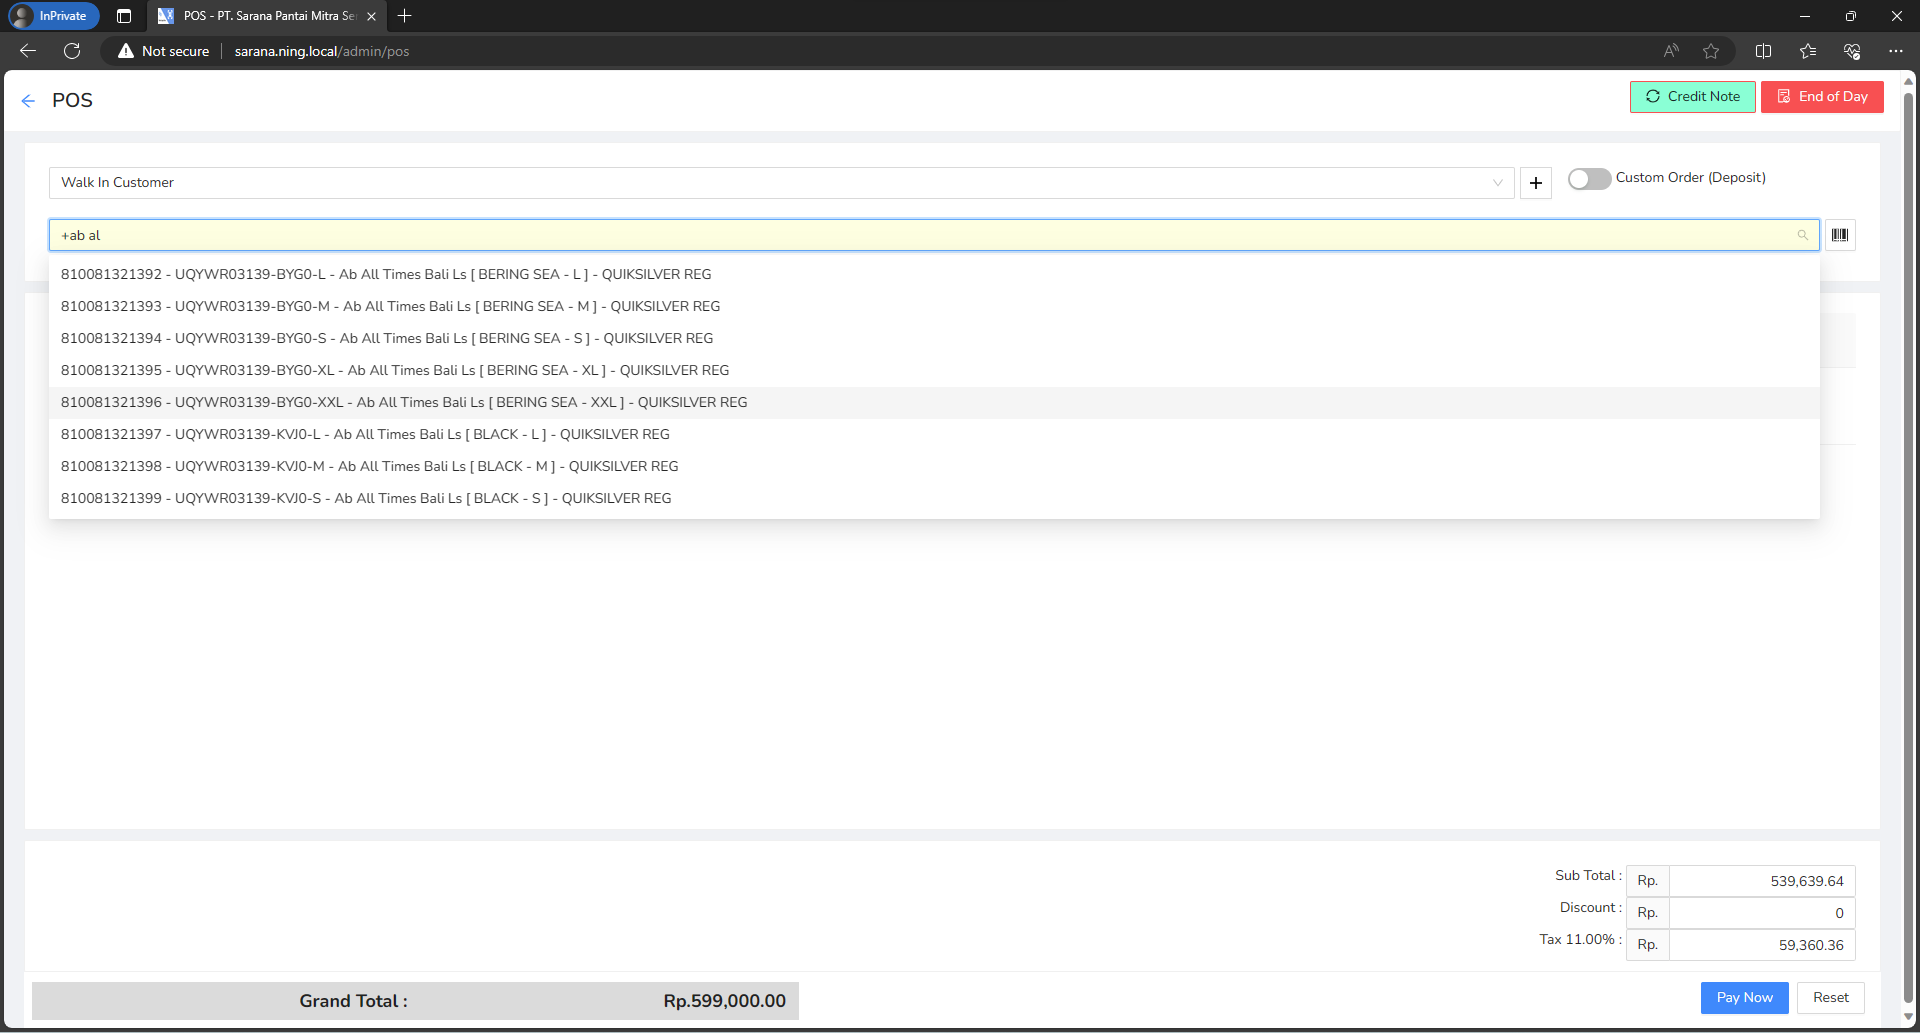 InPrivate
POS - PT. Sarana Pantai Mitra Se
Not secure
sarana.ning.local/admin/pos
POS
Credit Note
End of Day
Walk In Customer
Custom Order (Deposit)
+ab al
810081321392 - UQYWR03139-BYG0-L - Ab All Times Bali Ls [ BERING SEA - L ] - QUIKSILVER REG
810081321393 - UQYWR03139-BYG0-M - Ab All Times Bali Ls [ BERING SEA - M ] - QUIKSILVER REG
810081321394 - UQYWR03139-BYG0-S - Ab All Times Bali Ls [ BERING SEA - S ] - QUIKSILVER REG
810081321395 - UQYWR03139-BYG0-XL - Ab All Times Bali Ls [ BERING SEA - XL ] - QUIKSILVER REG
810081321396 - UQYWR03139-BYG0-XXL - Ab All Times Bali Ls [ BERING SEA - XXL ] - QUIKSILVER REG
810081321397 - UQYWR03139-KVJ0-L - Ab All Times Bali Ls [ BLACK - L ] - QUIKSILVER REG
810081321398 - UQYWR03139-KVJ0-M - Ab All Times Bali Ls [ BLACK - M ] - QUIKSILVER REG
810081321399 - UQYWR03139-KVJ0-S - Ab All Times Bali Ls [ BLACK - S ] - QUIKSILVER REG
Sub Total : Rp. 539,639.64
Discount : Rp. 0
Tax 11.00% : Rp. 59,360.36
Grand Total : Rp.599,000.00
Pay Now
Reset